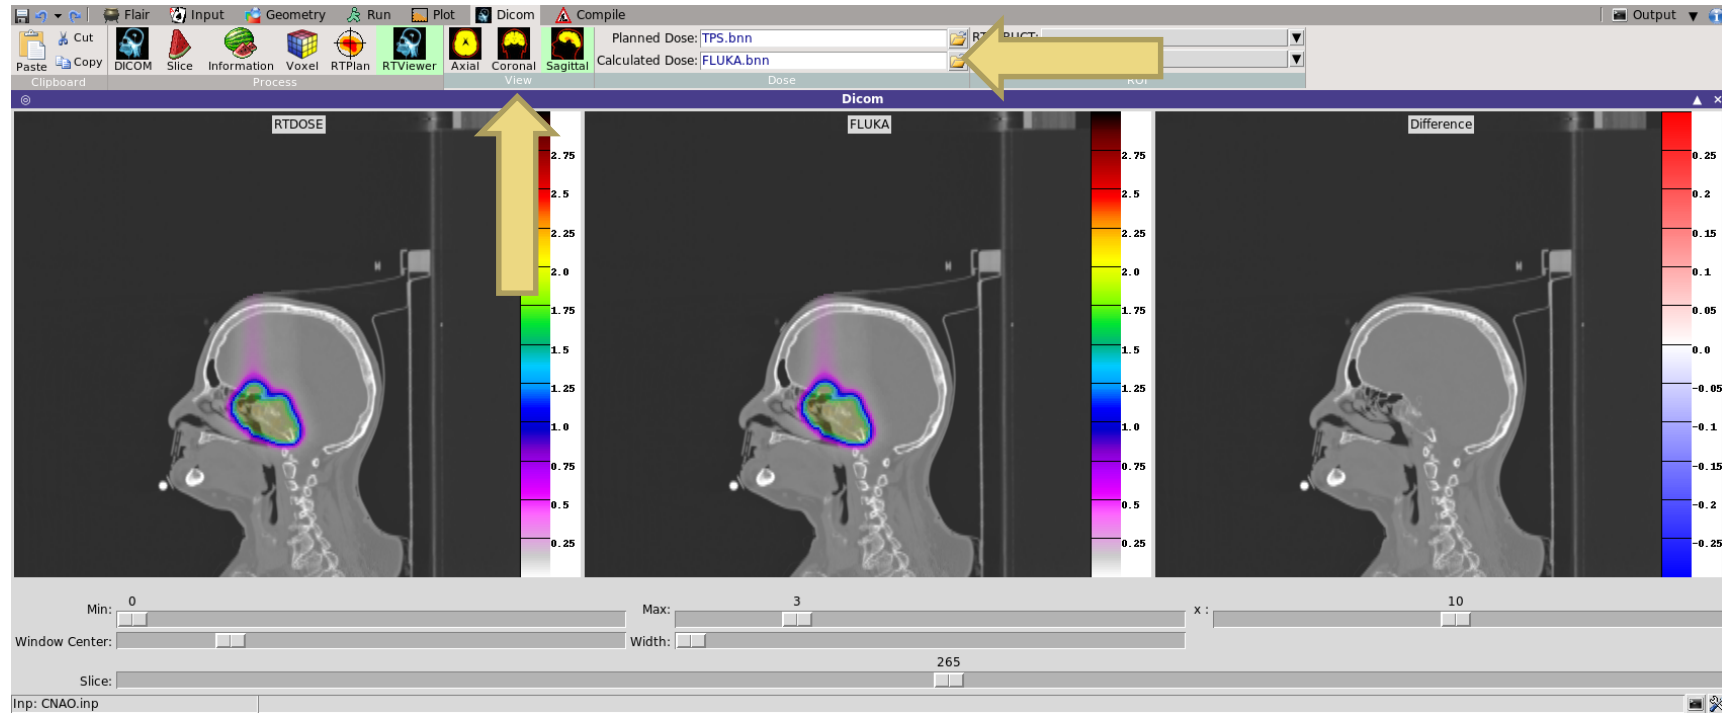 Flair Input Geometry Run Plot Dicom Compile Output
Cut
Copy
Paste DICOM Slice Information Voxel RTPlan RTViewer Axial Coronal Sagittal
Planned Dose: TPS.bnn
Calculated Dose: FLUKA.bnn
Clipboard Process View Dose ROI
Dicom
RTDOSE FLUKA Difference
2.75 2.75 0.25
2.5 2.5 0.2
2.25 2.25 0.15
2.0 2.0 0.1
1.75 1.75 0.05
1.5 1.5 0.0
1.25 1.25 -0.05
1.0 1.0 -0.1
0.75 0.75 -0.15
0.5 0.5 -0.2
0.25 0.25 -0.25
H H H
Min: 0 Max: 3 x : 10
Window Center: Width:
Slice: 265
Inp: CNAO.inp